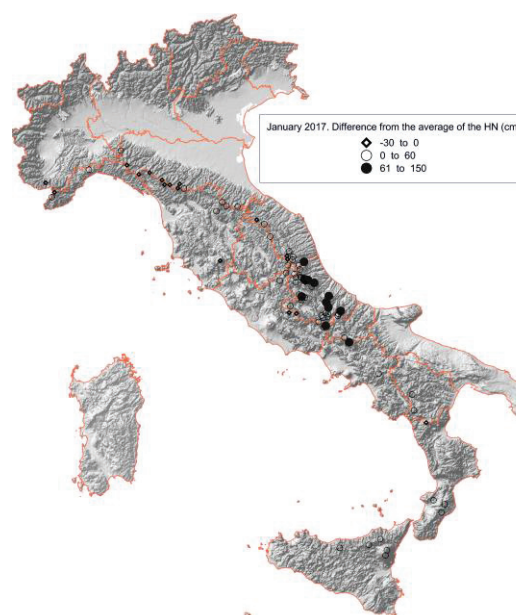 January 2017. Difference from the average of the HN (cm
-30 to 0
0 to 60
61 to 150